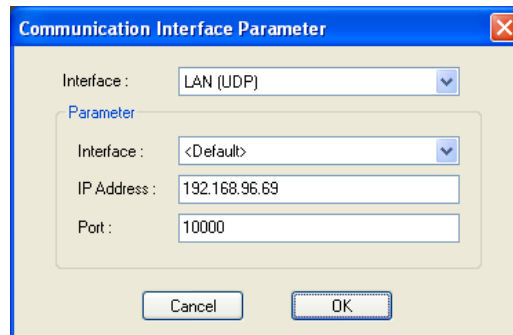 Communication Interface Parameter
Interface : LAN (UDP)
Parameter
Interface : <Default>
IP Address : 192.168.96.69
Port : 10000
Cancel OK